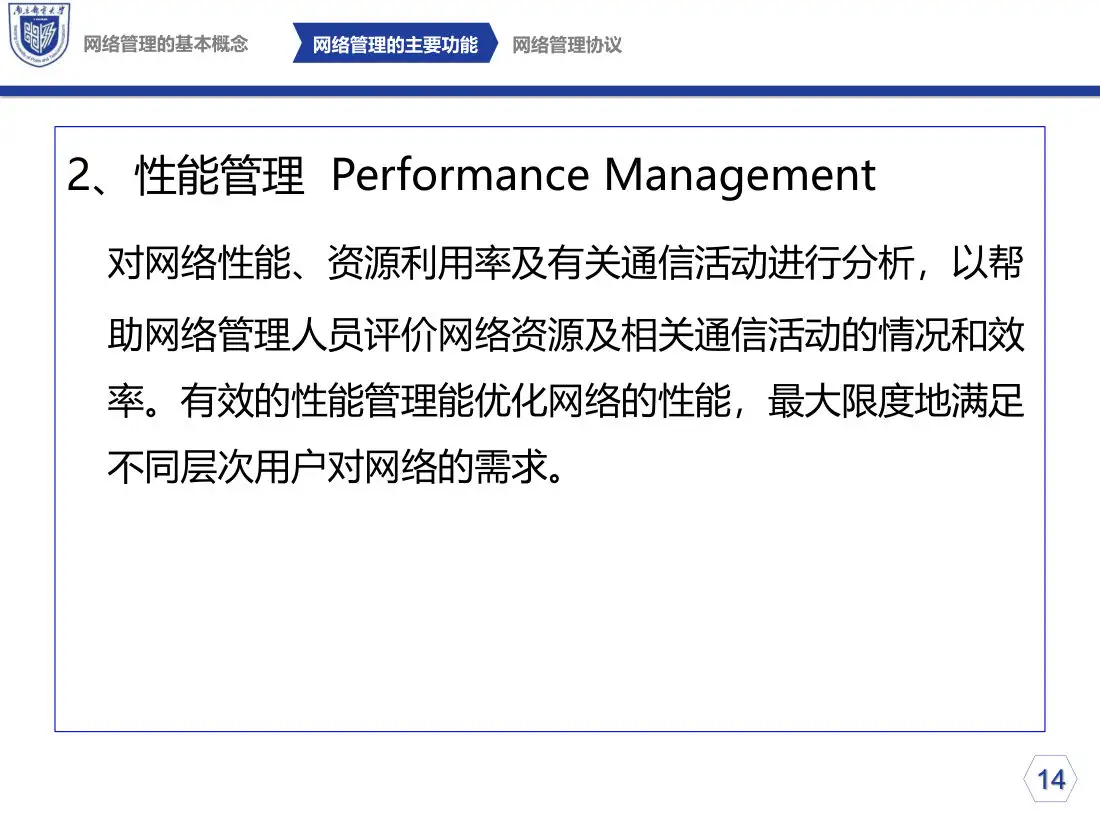 南京邮电大学
网络管理的基本概念
网络管理的主要功能
网络管理协议
2、性能管理 Performance Management
对网络性能、资源利用率及有关通信活动进行分析，以帮
助网络管理人员评价网络资源及相关通信活动的情况和效
率。有效的性能管理能优化网络的性能，最大限度地满足
不同层次用户对网络的需求。
14